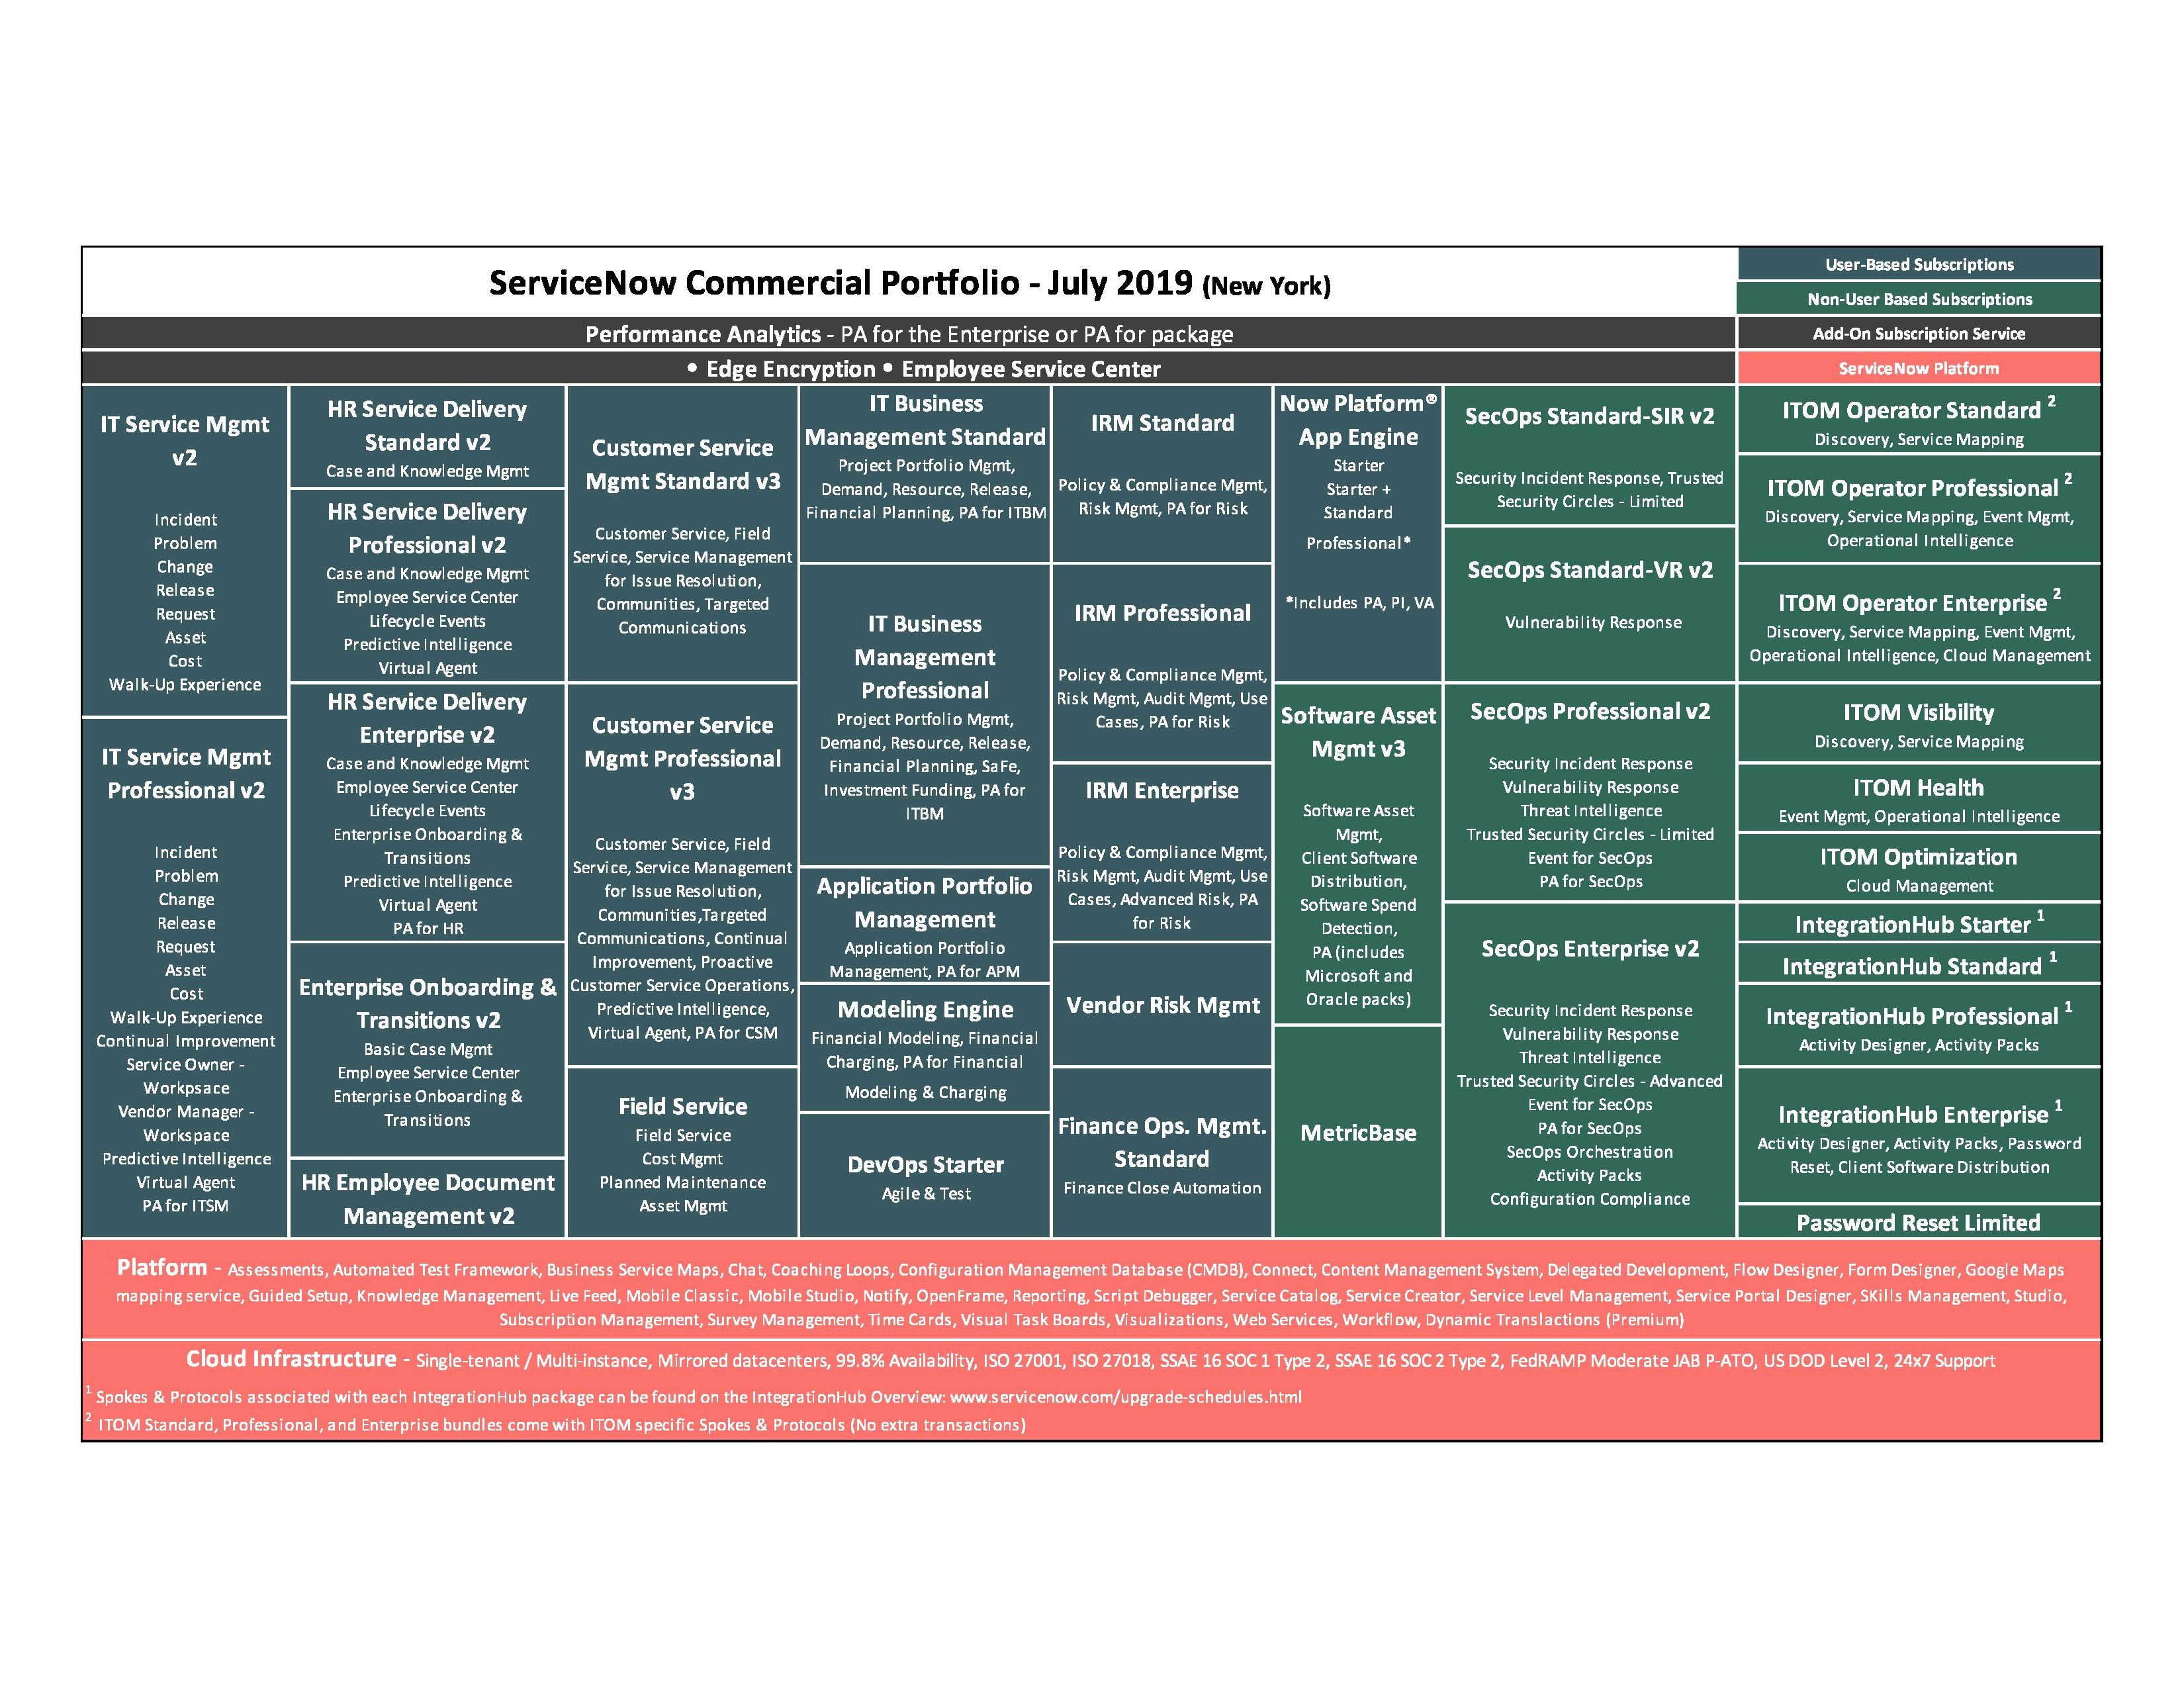 ServiceNow Commercial Portfolio - July 2019 (New York)
User-Based Subscriptions
Non-User Based Subscriptions
Performance Analytics - PA for the Enterprise or PA for package
Add-On Subscription Service
• Edge Encryption • Employee Service Center
ServiceNow Platform
IT Service Mgmt
v2
Incident
Problem
Change
Release
Request
Asset
Cost
Walk-Up Experience
IT Service Mgmt
Professional v2
Incident
Problem
Change
Release
Request
Asset
Cost
Walk-Up Experience
Continual Improvement
Service Owner -
Workpsace
Vendor Manager -
Workspace
Predictive Intelligence
Virtual Agent
PA for ITSM
HR Service Delivery
Standard v2
Case and Knowledge Mgmt
HR Service Delivery
Professional v2
Case and Knowledge Mgmt
Employee Service Center
Lifecycle Events
Predictive Intelligence
Virtual Agent
HR Service Delivery
Enterprise v2
Case and Knowledge Mgmt
Employee Service Center
Lifecycle Events
Enterprise Onboarding &
Transitions
Predictive Intelligence
Virtual Agent
PA for HR
Enterprise Onboarding &
Transitions v2
Basic Case Mgmt
Employee Service Center
Enterprise Onboarding &
Transitions
HR Employee Document
Management v2
Customer Service
Mgmt Standard v3
Customer Service, Field
Service, Service Management
for Issue Resolution,
Communities, Targeted
Communications
Customer Service
Mgmt Professional
v3
Customer Service, Field
Service, Service Management
for Issue Resolution,
Communities,Targeted
Communications, Continual
Improvement, Proactive
Customer Service Operations,
Predictive Intelligence,
Virtual Agent, PA for CSM
Field Service
Field Service
Cost Mgmt
Planned Maintenance
Asset Mgmt
IT Business
Management Standard
Project Portfolio Mgmt,
Demand, Resource, Release,
Financial Planning, PA for ITBM
IT Business
Management
Professional
Project Portfolio Mgmt,
Demand, Resource, Release,
Financial Planning, SaFe,
Investment Funding, PA for
ITBM
Application Portfolio
Management
Application Portfolio
Management, PA for APM
Modeling Engine
Financial Modeling, Financial
Charging, PA for Financial
Modeling & Charging
DevOps Starter
Agile & Test
IRM Standard
Policy & Compliance Mgmt,
Risk Mgmt, PA for Risk
IRM Professional
Policy & Compliance Mgmt,
Risk Mgmt, Audit Mgmt, Use
Cases, PA for Risk
IRM Enterprise
Policy & Compliance Mgmt,
Risk Mgmt, Audit Mgmt, Use
Cases, Advanced Risk, PA
for Risk
Vendor Risk Mgmt
Finance Ops. Mgmt.
Standard
Finance Close Automation
Now Platform®
App Engine
Starter
Starter +
Standard
Professional*
*Includes PA, PI, VA
Software Asset
Mgmt v3
Software Asset
Mgmt,
Client Software
Distribution,
Software Spend
Detection,
PA (includes
Microsoft and
Oracle packs)
MetricBase
SecOps Standard-SIR v2
Security Incident Response, Trusted
Security Circles - Limited
SecOps Standard-VR v2
Vulnerability Response
SecOps Professional v2
Security Incident Response
Vulnerability Response
Threat Intelligence
Trusted Security Circles - Limited
Event for SecOps
PA for SecOps
SecOps Enterprise v2
Security Incident Response
Vulnerability Response
Threat Intelligence
Trusted Security Circles - Advanced
Event for SecOps
PA for SecOps
SecOps Orchestration
Activity Packs
Configuration Compliance
ITOM Operator Standard 2
Discovery, Service Mapping
ITOM Operator Professional 2
Discovery, Service Mapping, Event Mgmt,
Operational Intelligence
ITOM Operator Enterprise 2
Discovery, Service Mapping, Event Mgmt,
Operational Intelligence, Cloud Management
ITOM Visibility
Discovery, Service Mapping
ITOM Health
Event Mgmt, Operational Intelligence
ITOM Optimization
Cloud Management
IntegrationHub Starter 1
IntegrationHub Standard 1
IntegrationHub Professional 1
Activity Designer, Activity Packs
IntegrationHub Enterprise 1
Activity Designer, Activity Packs, Password
Reset, Client Software Distribution
Password Reset Limited
Platform - Assessments, Automated Test Framework, Business Service Maps, Chat, Coaching Loops, Configuration Management Database (CMDB), Connect, Content Management System, Delegated Development, Flow Designer, Form Designer, Google Maps
mapping service, Guided Setup, Knowledge Management, Live Feed, Mobile Classic, Mobile Studio, Notify, OpenFrame, Reporting, Script Debugger, Service Catalog, Service Creator, Service Level Management, Service Portal Designer, SKills Management, Studio,
Subscription Management, Survey Management, Time Cards, Visual Task Boards, Visualizations, Web Services, Workflow, Dynamic Translactions (Premium)
Cloud Infrastructure - Single-tenant / Multi-instance, Mirrored datacenters, 99.8% Availability, ISO 27001, ISO 27018, SSAE 16 SOC 1 Type 2, SSAE 16 SOC 2 Type 2, FedRAMP Moderate JAB P-ATO, US DOD Level 2, 24x7 Support
1 Spokes & Protocols associated with each IntegrationHub package can be found on the IntegrationHub Overview: www.servicenow.com/upgrade-schedules.html
2 ITOM Standard, Professional, and Enterprise bundles come with ITOM specific Spokes & Protocols (No extra transactions)